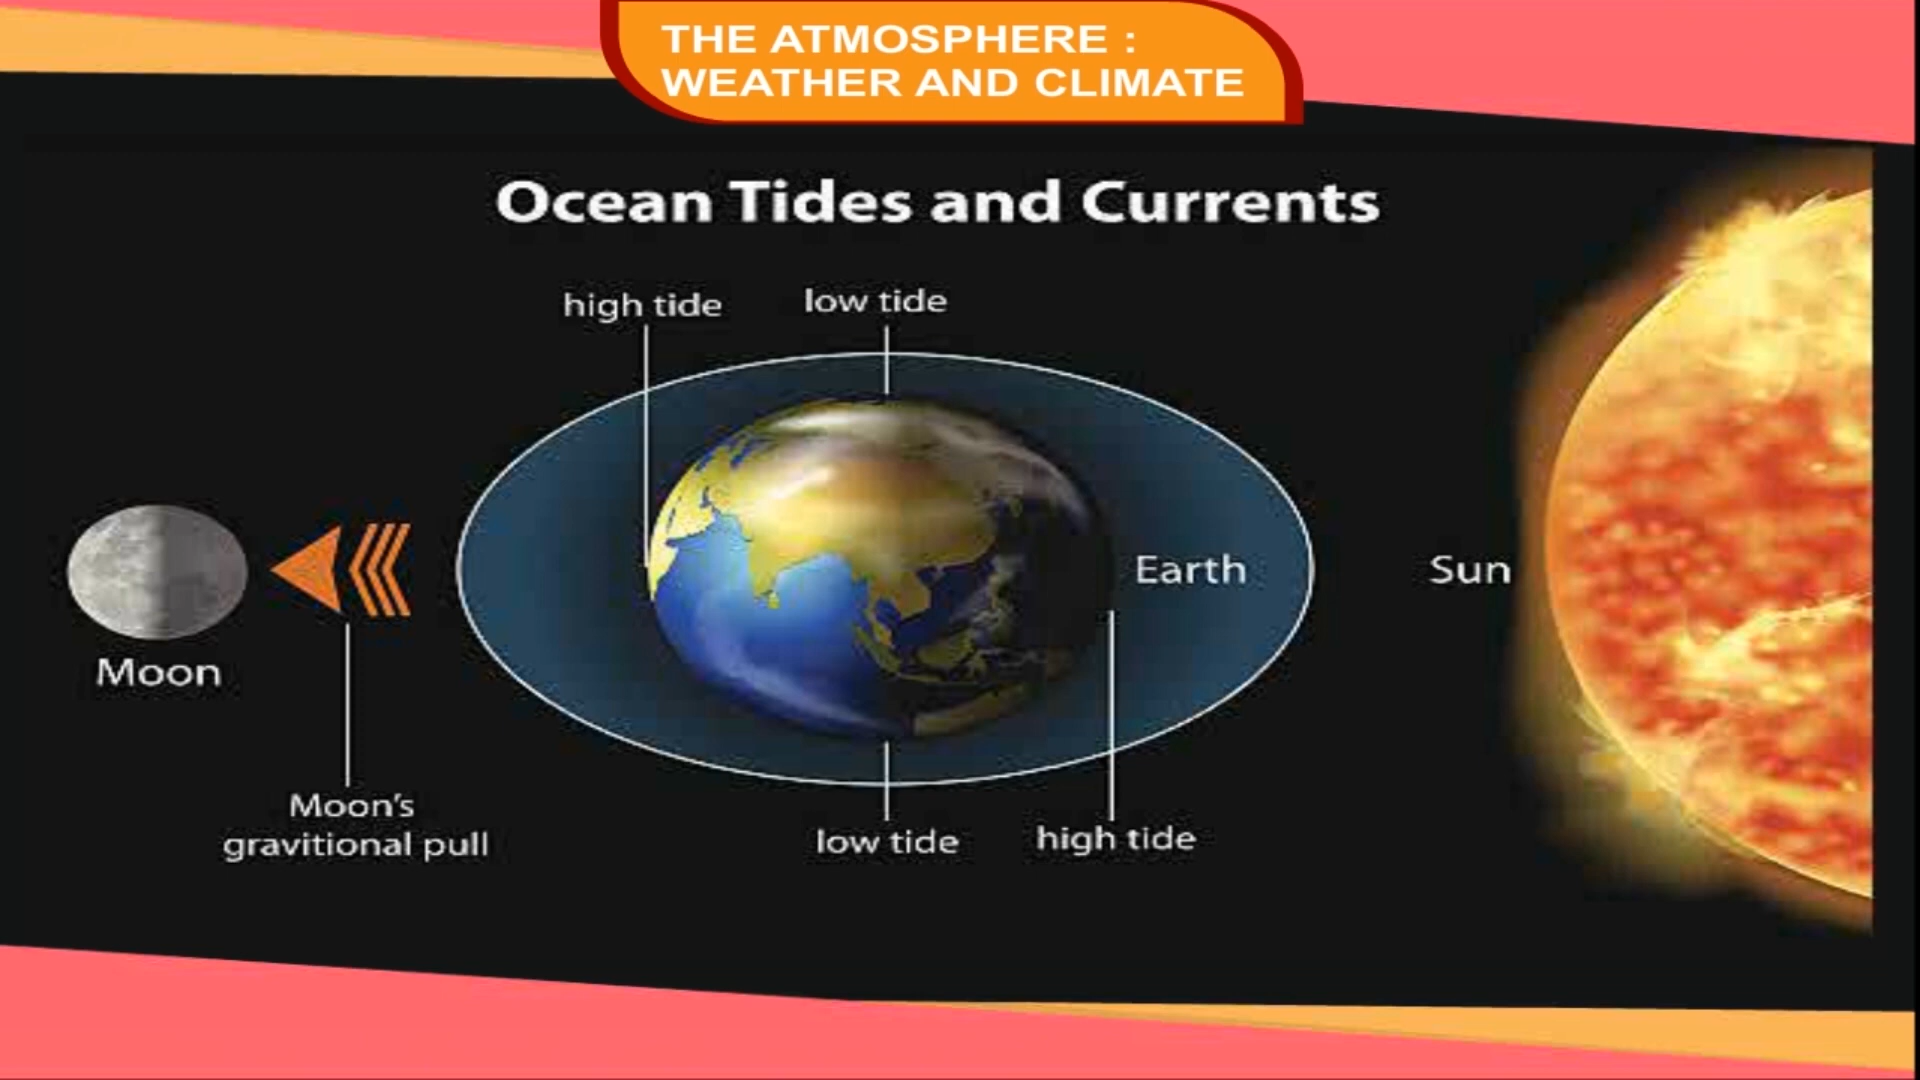 THE ATMOSPHERE :
WEATHER AND CLIMATE
Ocean Tides and Currents
high tide
low tide
Earth
Sun
Moon
Moon's
gravitional pull
low tide
high tide